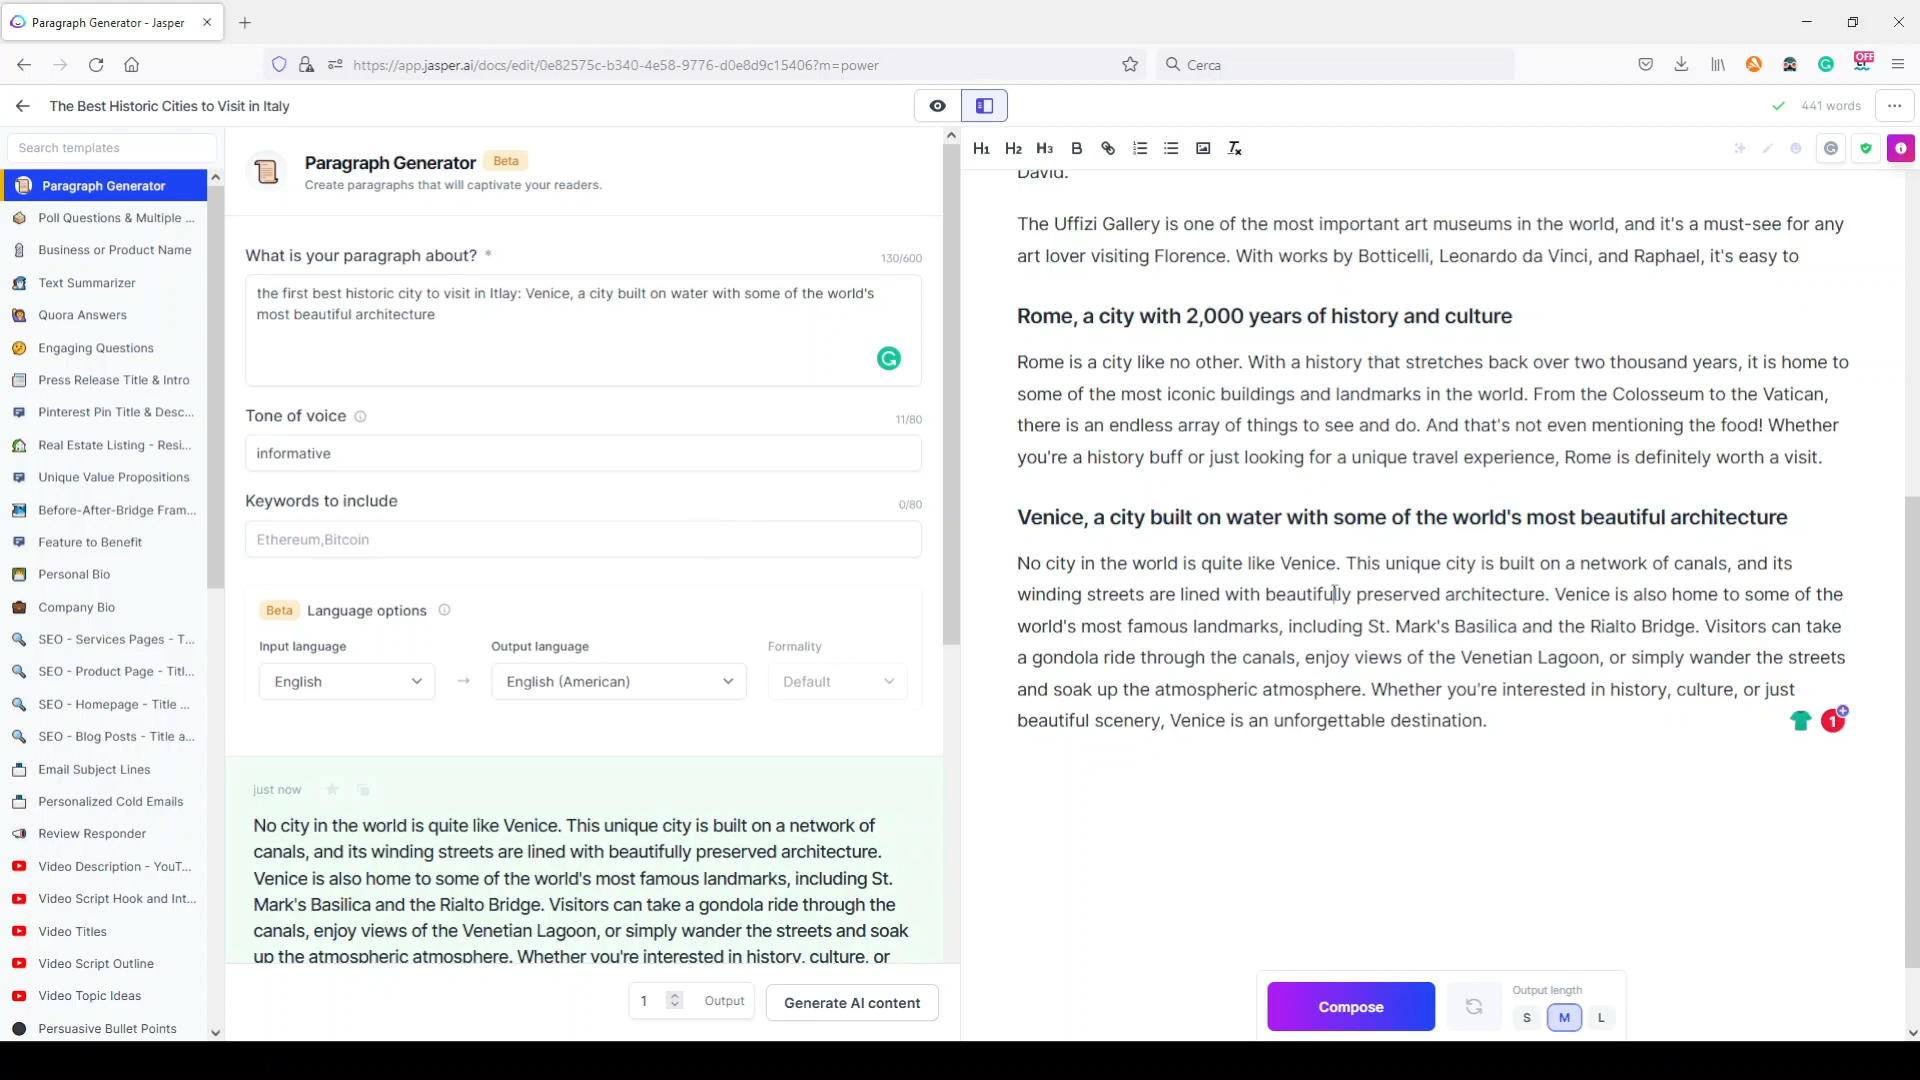 Paragraph Generator - Jasper
https://app.jasper.ai/docs/edit/0e82575c-b340-4e58-9776-d0e8d9c15406?m=power
Cerca
OFF
The Best Historic Cities to Visit in Italy
441 words
Search templates
Paragraph Generator
Poll Questions & Multiple ...
Business or Product Name
Text Summarizer
Quora Answers
Engaging Questions
Press Release Title & Intro
Pinterest Pin Title & Desc...
Real Estate Listing - Resi...
Unique Value Propositions
Before-After-Bridge Fram...
Feature to Benefit
Personal Bio
Company Bio
SEO - Services Pages - T...
SEO - Product Page - Titl...
SEO - Homepage - Title ...
SEO - Blog Posts - Title a...
Email Subject Lines
Personalized Cold Emails
Review Responder
Video Description - YouT...
Video Script Hook and Int...
Video Titles
Video Script Outline
Video Topic Ideas
Persuasive Bullet Points
Paragraph Generator Beta
Create paragraphs that will captivate your readers.
What is your paragraph about? *
130/600
the first best historic city to visit in Itlay: Venice, a city built on water with some of the world's
most beautiful architecture
Tone of voice
11/80
informative
Keywords to include
0/80
Ethereum,Bitcoin
Beta Language options
Input language Output language Formality
English → English (American) Default
just now
No city in the world is quite like Venice. This unique city is built on a network of
canals, and its winding streets are lined with beautifully preserved architecture.
Venice is also home to some of the world's most famous landmarks, including St.
Mark's Basilica and the Rialto Bridge. Visitors can take a gondola ride through the
canals, enjoy views of the Venetian Lagoon, or simply wander the streets and soak
up the atmospheric atmosphere. Whether you're interested in history, culture, or
1 Output Generate AI content
H1 H2 H3 B
David.
The Uffizi Gallery is one of the most important art museums in the world, and it's a must-see for any
art lover visiting Florence. With works by Botticelli, Leonardo da Vinci, and Raphael, it's easy to
Rome, a city with 2,000 years of history and culture
Rome is a city like no other. With a history that stretches back over two thousand years, it is home to
some of the most iconic buildings and landmarks in the world. From the Colosseum to the Vatican,
there is an endless array of things to see and do. And that's not even mentioning the food! Whether
you're a history buff or just looking for a unique travel experience, Rome is definitely worth a visit.
Venice, a city built on water with some of the world's most beautiful architecture
No city in the world is quite like Venice. This unique city is built on a network of canals, and its
winding streets are lined with beautifully preserved architecture. Venice is also home to some of the
world's most famous landmarks, including St. Mark's Basilica and the Rialto Bridge. Visitors can take
a gondola ride through the canals, enjoy views of the Venetian Lagoon, or simply wander the streets
and soak up the atmospheric atmosphere. Whether you're interested in history, culture, or just
beautiful scenery, Venice is an unforgettable destination.
1
Compose
Output length
S M L